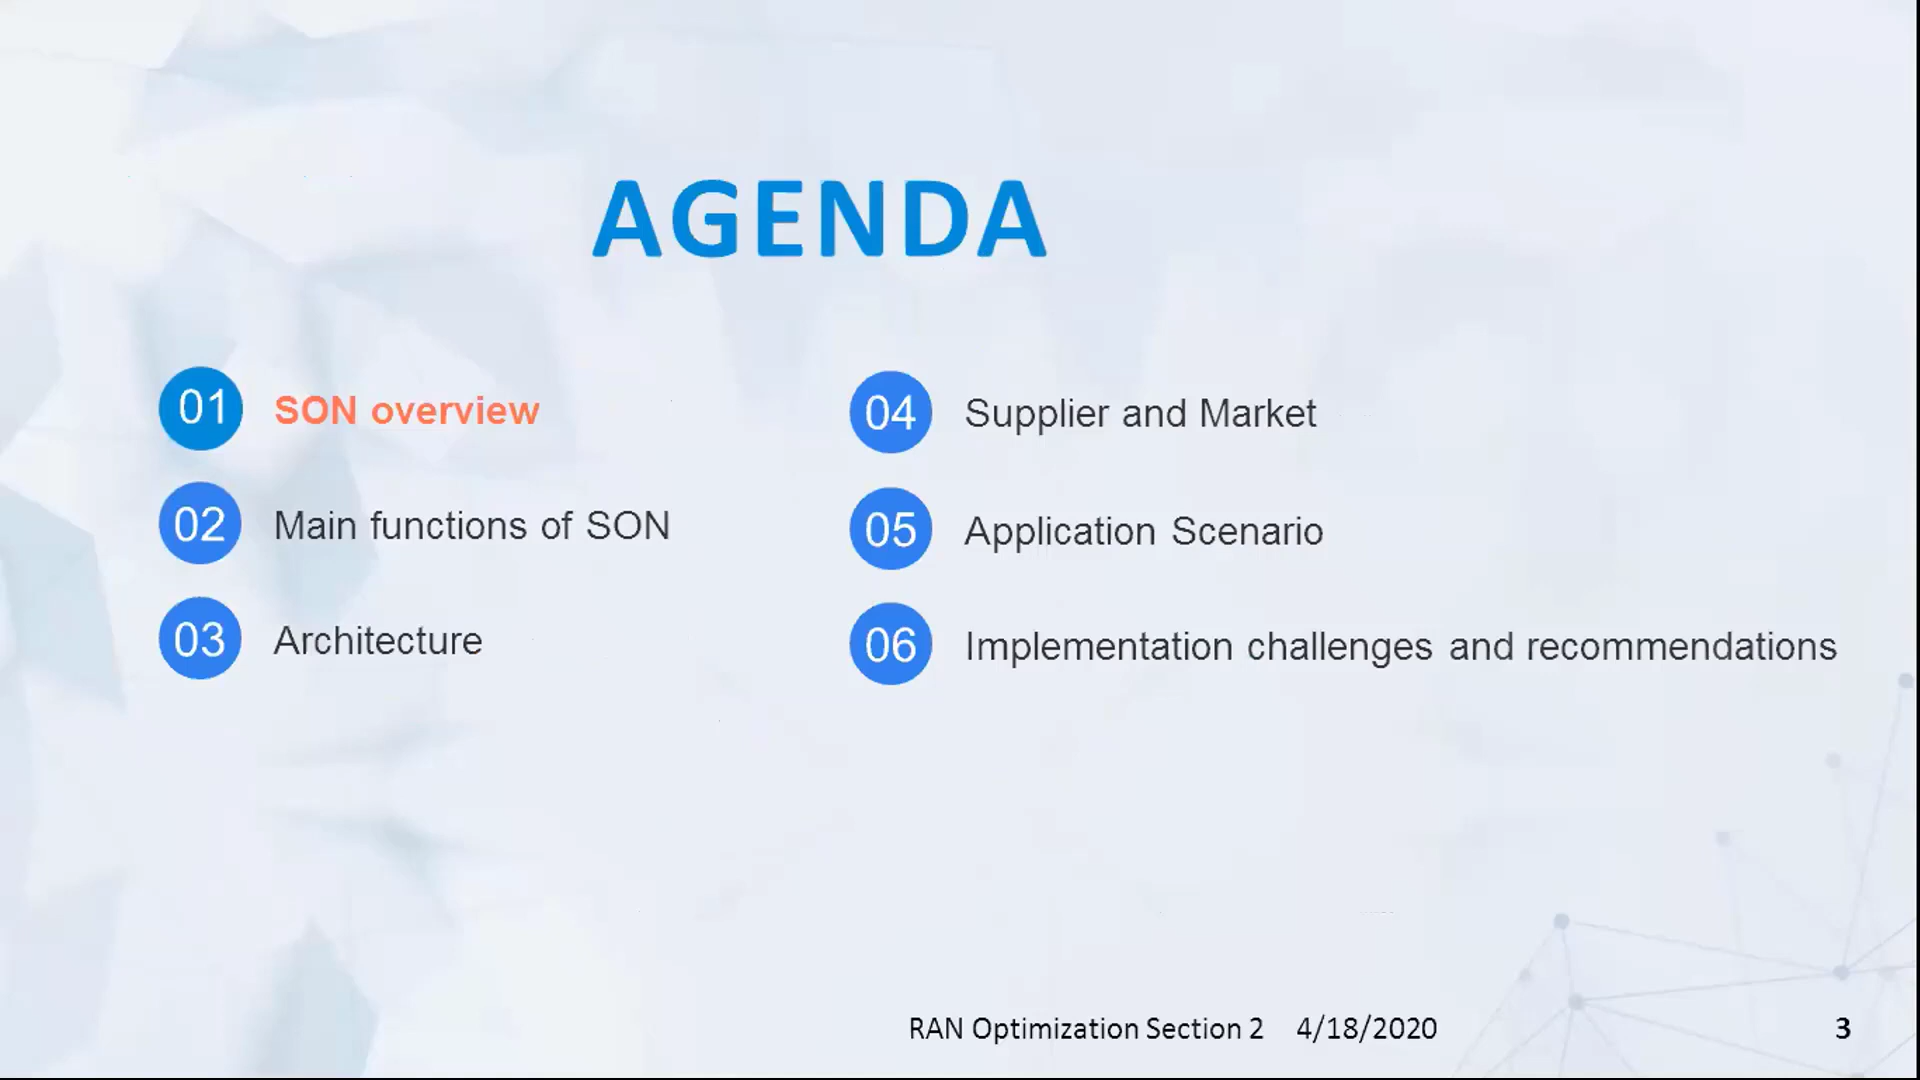 AGENDA
01 SON overview
02 Main functions of SON
03 Architecture
04 Supplier and Market
05 Application Scenario
06 Implementation challenges and recommendations
RAN Optimization Section 2 4/18/2020 3